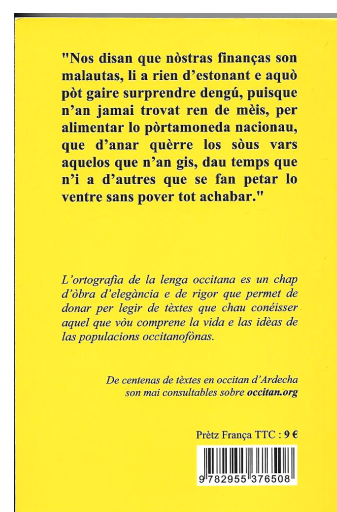 "Nos disan que nòstras finanças son
malautas, li a rien d'estonant e aquò
pòt gaire surprendre dengú, puisque
n'an jamai trovat ren de mèis, per
alimentar lo pòrtamoneda nacionau,
que d'anar quèrre los sòus vars
aquelos que n'an gis, dau temps que
n'i a d'autres que se fan petar lo
ventre sans pover tot achabar."
L'ortografia de la lenga occitana es un chap
d'òbra d'elegància e de rigor que permet de
donar per legir de tèxtes que chau conéisser
aquel que vòu comprene la vida e las idèas de
las populacions occitanofònas.
De centenas de tèxtes en occitan d'Ardecha
son mai consultables sobre occitan.org
Prètz França TTC : 9 €
9 782955 376508